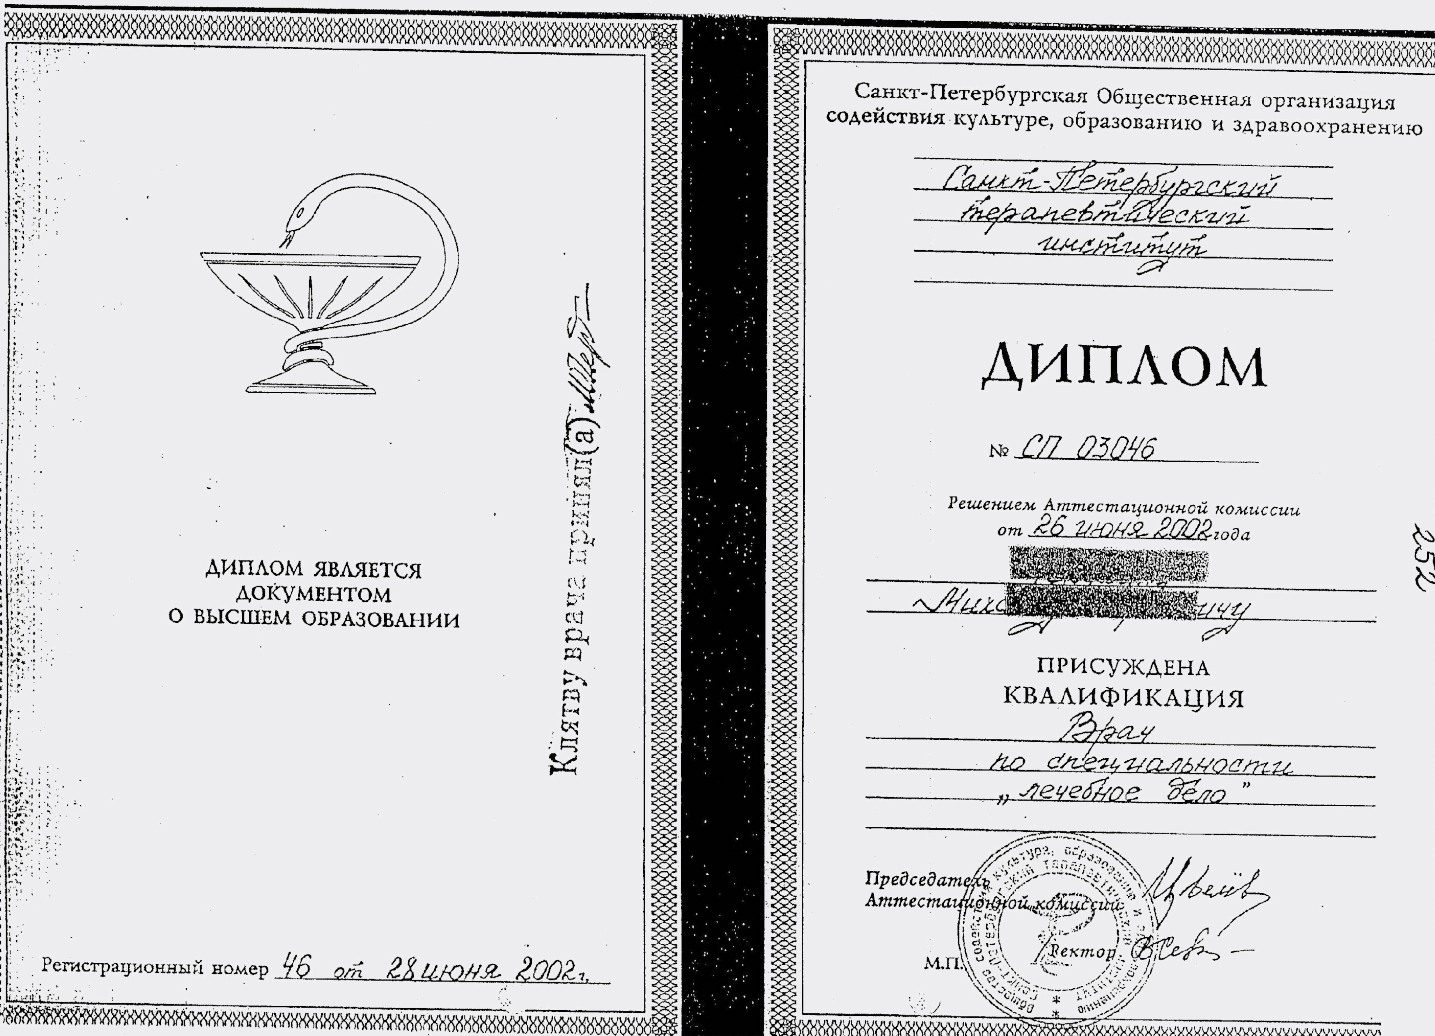 ДИПЛОМ ЯВЛЯЕТСЯ
ДОКУМЕНТОМ
О ВЫСШЕМ ОБРАЗОВАНИИ
Клятву врача принял(а)
Регистрационный номер 46 от 28 июня 2002 г.
Санкт-Петербургская Общественная организация
содействия культуре, образованию и здравоохранению
Санкт-Петербургский
терапевтический
институт
ДИПЛОМ
№ СП 03046
Решением Аттестационной комиссии
от 26 июня 2002 года
ПРИСУЖДЕНА
КВАЛИФИКАЦИЯ
Врач
по специальности
„лечебное дело"
Председатель
Аттестационной комиссии
Ректор
М.П.
252